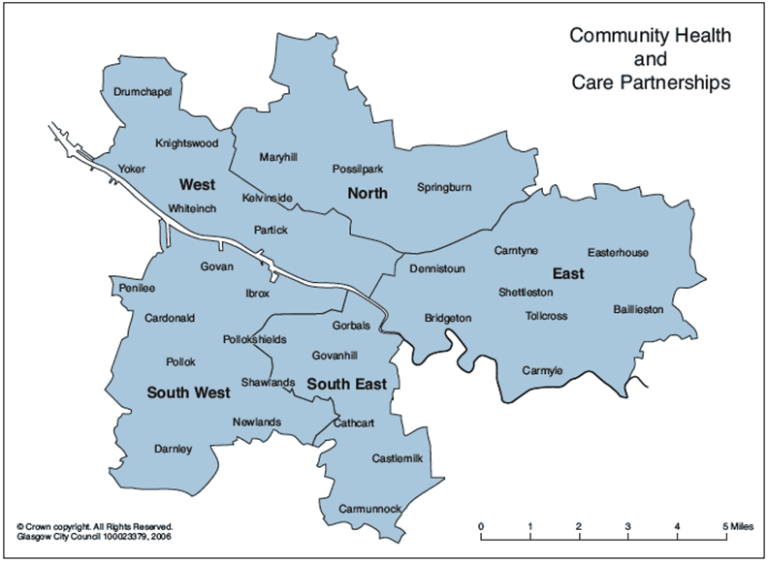 Community Health
and
Care Partnerships
Drumchapel
Knightswood
Yoker
West
Whiteinch
Kelvinside
Partick
Maryhill
Possilpark
North
Springburn
Dennistoun
Carntyne
Easterhouse
East
Shettleston
Bridgeton
Tollcross
Baillieston
Carmyle
Govan
Penilee
Ibrox
Cardonald
Pollokshields
Pollok
South West
Shawlands
Newlands
Darnley
Gorbals
Govanhill
South East
Cathcart
Castlemilk
Carmunnock
© Crown copyright. All Rights Reserved.
Glasgow City Council 100023379, 2006
0 1 2 3 4 5 Miles